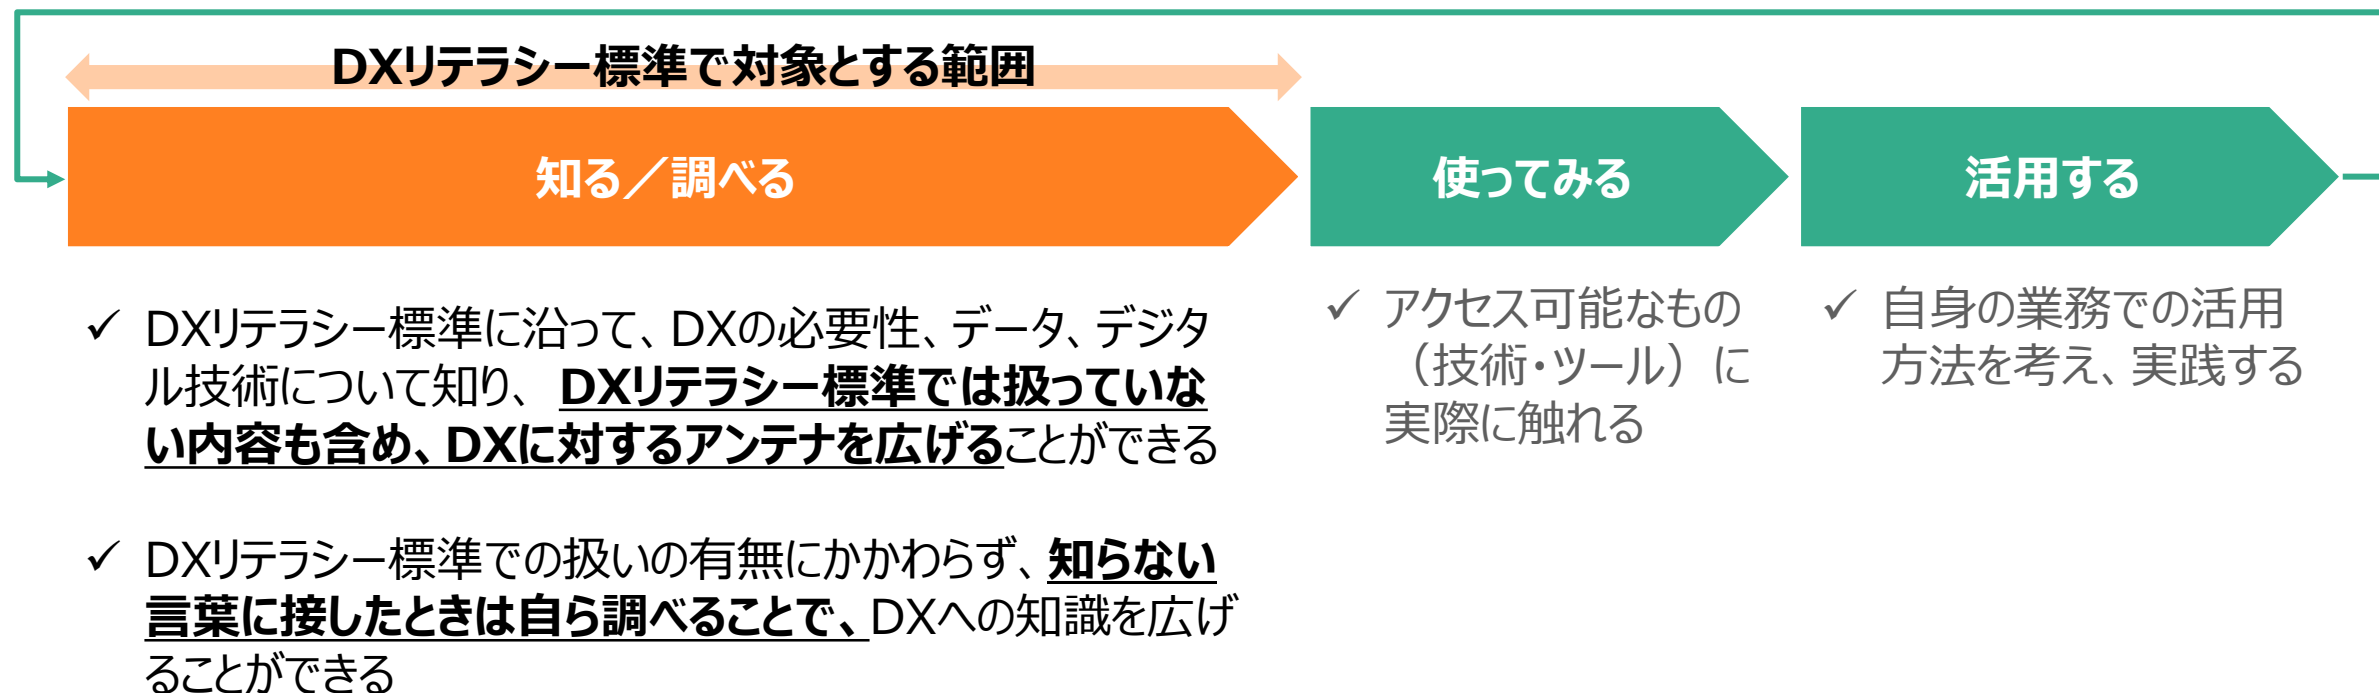 DXリテラシー標準で対象とする範囲
知る／調べる
使ってみる
活用する
✓ DXリテラシー標準に沿って、DXの必要性、データ、デジタ
ル技術について知り、 DXリテラシー標準では扱っていな
い内容も含め、DXに対するアンテナを広げることができる
✓ DXリテラシー標準での扱いの有無にかかわらず、知らない
言葉に接したときは自ら調べることで、DXへの知識を広げ
ることができる
✓ アクセス可能なもの
（技術・ツール）に
実際に触れる
✓ 自身の業務での活用
方法を考え、実践する